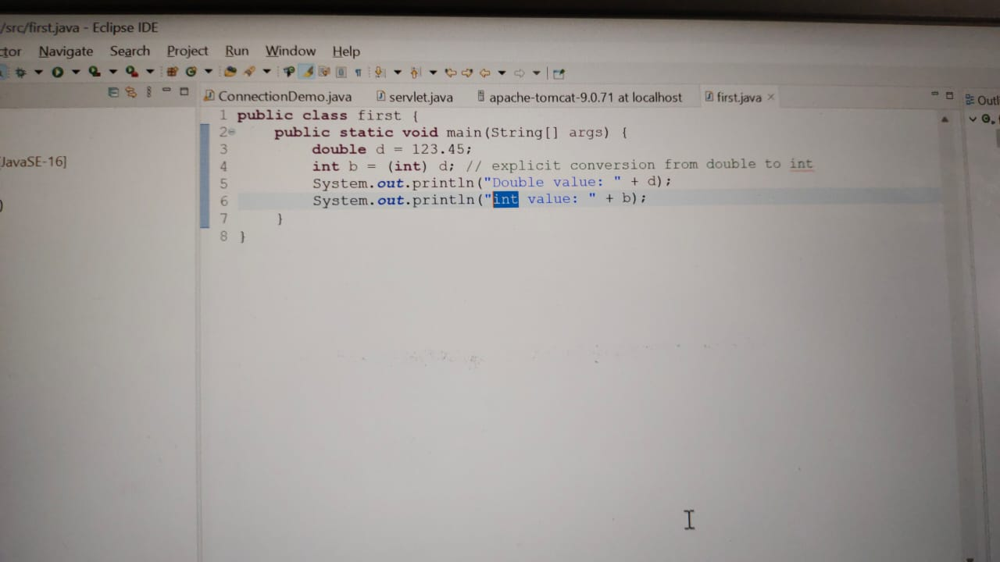 /src/first.java - Eclipse IDE
ctor Navigate Search Project Run Window Help
ConnectionDemo.java servlet.java apache-tomcat-9.0.71 at localhost first.java
Outl
JavaSE-16]
)
1 public class first {
2 public static void main(String[] args) {
3 double d = 123.45;
4 int b = (int) d; // explicit conversion from double to int
5 System.out.println("Double value: " + d);
6 System.out.println("int value: " + b);
7 }
8 }